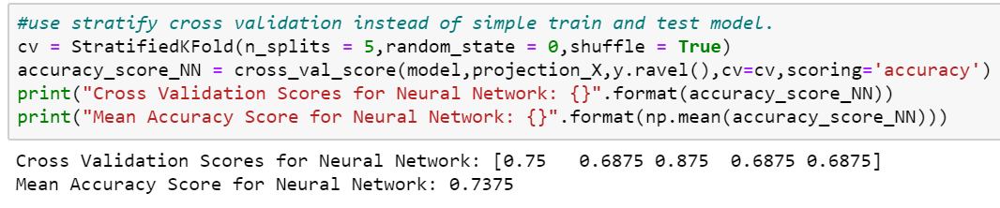 #use stratify cross validation instead of simple train and test model.
cv = StratifiedKFold(n_splits = 5,random_state = 0,shuffle = True)
accuracy_score_NN = cross_val_score(model,projection_X,y.ravel(),cv=cv,scoring='accuracy')
print("Cross Validation Scores for Neural Network: {}".format(accuracy_score_NN))
print("Mean Accuracy Score for Neural Network: {}".format(np.mean(accuracy_score_NN)))
Cross Validation Scores for Neural Network: [0.75   0.6875 0.875  0.6875 0.6875]
Mean Accuracy Score for Neural Network: 0.7375